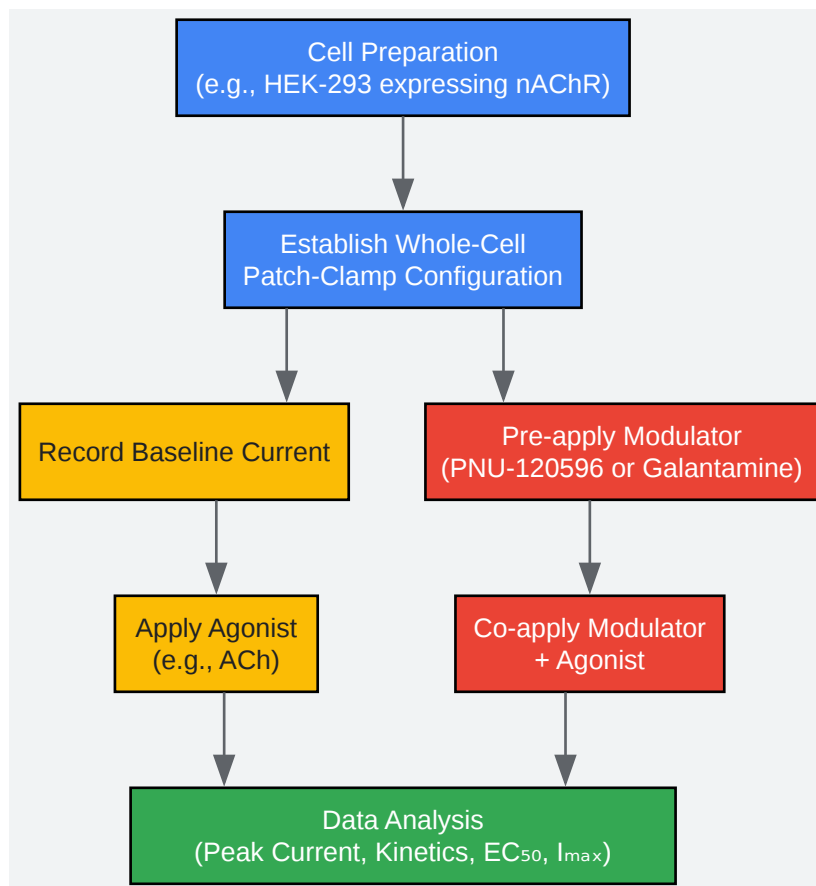 Cell Preparation
(e.g., HEK-293 expressing nAChR)
Establish Whole-Cell
Patch-Clamp Configuration
Record Baseline Current
Pre-apply Modulator
(PNU-120596 or Galantamine)
Apply Agonist
(e.g., ACh)
Co-apply Modulator
+ Agonist
Data Analysis
(Peak Current, Kinetics, EC₅₀, Iₘₐₓ)